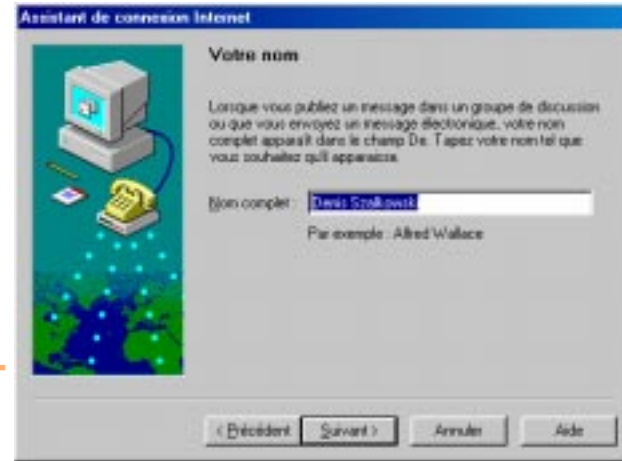 Assistant de connexion Internet
Votre nom
Lorsque vous publiez un message dans un groupe de discussion
ou que vous envoyez un message électronique, votre nom
complet apparaît dans le champ De. Tapez votre nom tel que
vous souhaitez qu'il apparaisse.
Nom complet : Denis Szalkowski
Par exemple : Alfred Wallace
< Précédent Suivant > Annuler Aide